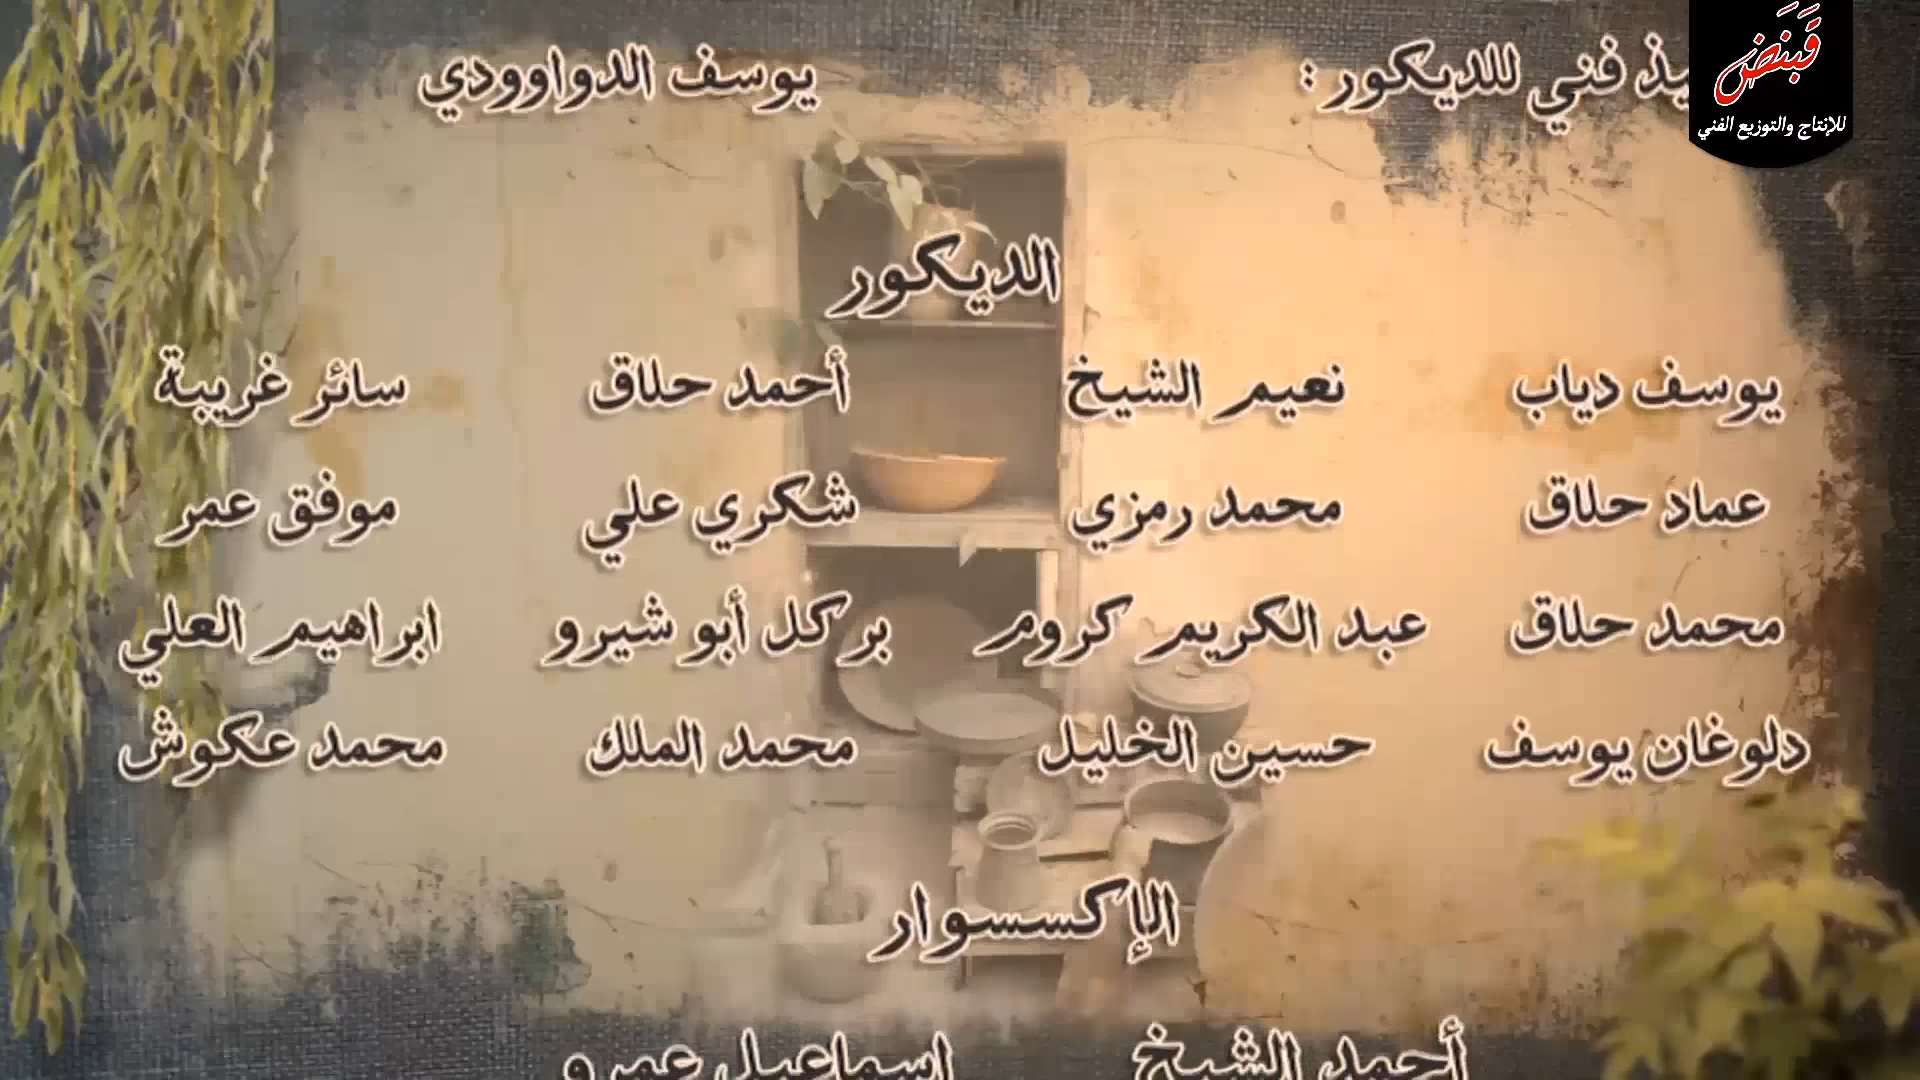 فني للديكور : يوسف الدواوودي
قبنض
للإنتاج والتوزيع الفني
الديكور
يوسف دياب نعيم الشيخ أحمد حلاق سائر غريبة
عماد حلاق محمد رمزي شكري علي موفق عمر
محمد حلاق عبد الكريم كروم بركل أبو شيرو ابراهيم العلي
دلوغان يوسف حسين الخليل محمد الملك محمد عكوش
الإكسسوار
أحمد الشيخ اسماعيل عمرو